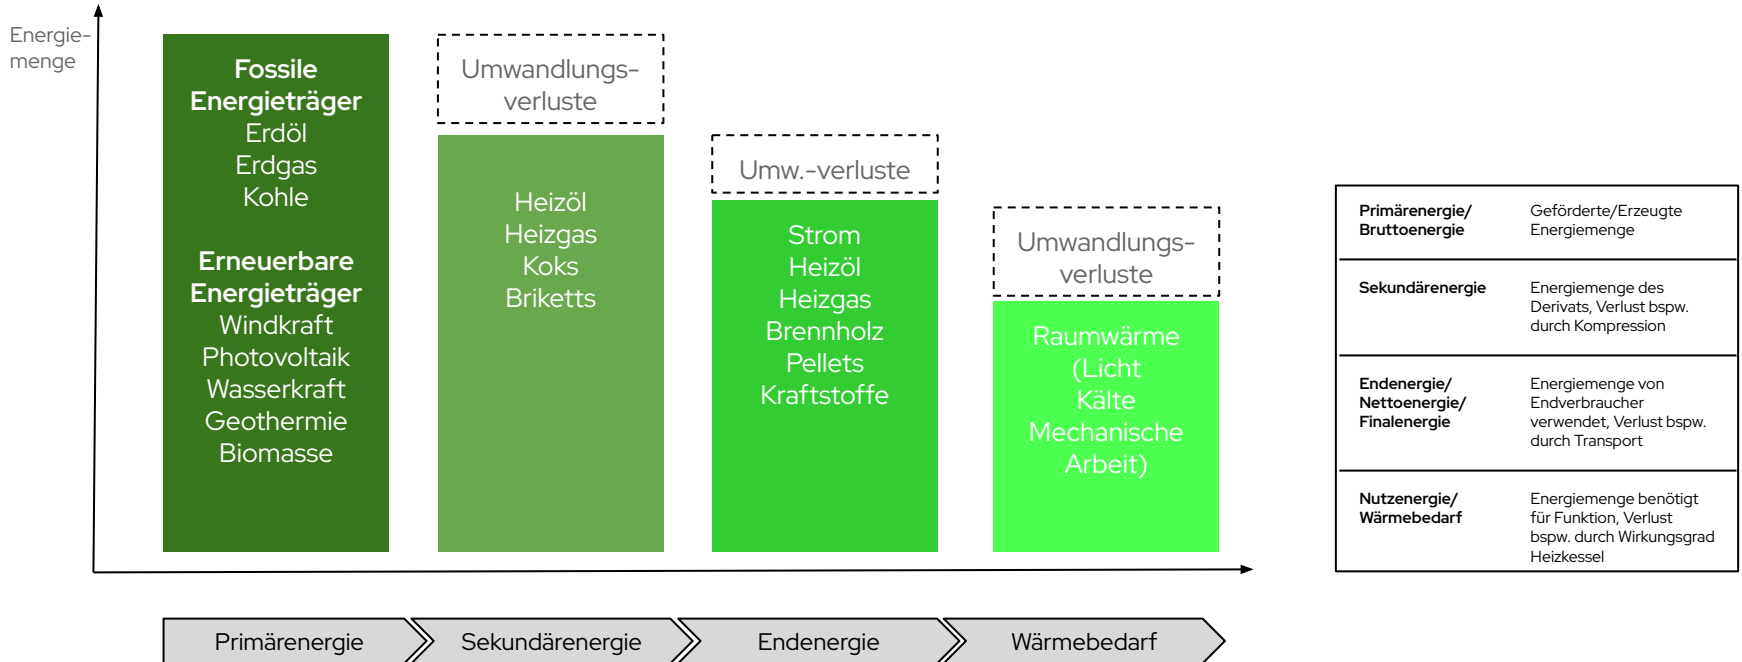 Energie-
menge
Fossile
Energieträger
Erdöl
Erdgas
Kohle
Erneuerbare
Energieträger
Windkraft
Photovoltaik
Wasserkraft
Geothermie
Biomasse
Umwandlungs-
verluste
Heizöl
Heizgas
Koks
Briketts
Umw.-verluste
Strom
Heizöl
Heizgas
Brennholz
Pellets
Kraftstoffe
Umwandlungs-
verluste
Raumwärme
(Licht
Kälte
Mechanische
Arbeit)
Primärenergie/
Bruttoenergie
Geförderte/Erzeugte
Energiemenge
Sekundärenergie
Energiemenge des
Derivats, Verlust bspw.
durch Kompression
Endenergie/
Nettoenergie/
Finalenergie
Energiemenge von
Endverbraucher
verwendet, Verlust bspw.
durch Transport
Nutzenergie/
Wärmebedarf
Energiemenge benötigt
für Funktion, Verlust
bspw. durch Wirkungsgrad
Heizkessel
Primärenergie
Sekundärenergie
Endenergie
Wärmebedarf